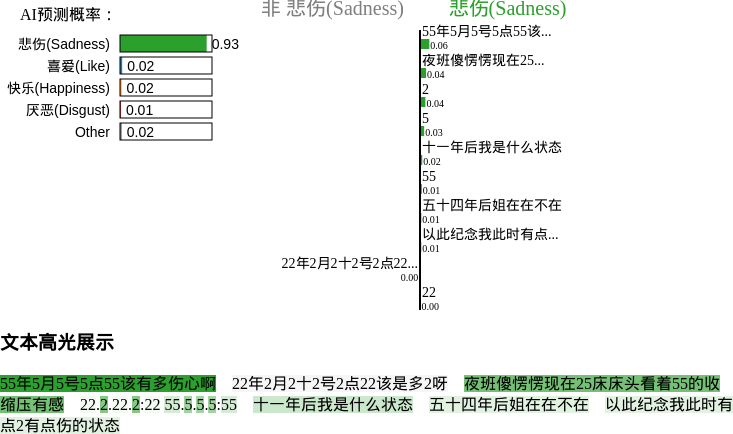 AI预测概率：
非 悲伤(Sadness)
悲伤(Sadness)
悲伤(Sadness) 0.93
喜爱(Like) 0.02
快乐(Happiness) 0.02
厌恶(Disgust) 0.01
Other 0.02
55年5月5号5点55该...
0.06
夜班傻愣愣现在25...
0.04
2
0.04
5
0.03
十一年后我是什么状态
0.02
55
0.01
五十四年后姐在在不在
0.01
以此纪念我此时有点...
0.01
22年2月2十2号2点22...
0.00
22
0.00
文本高光展示
55年5月5号5点55该有多伤心啊 22年2月2十2号2点22该是多2呀 夜班傻愣愣现在25床床头看着55的收
缩压有感 22.2.22.2:22 55.5.5.5:55 十一年后我是什么状态 五十四年后姐在在不在 以此纪念我此时有
点2有点伤的状态